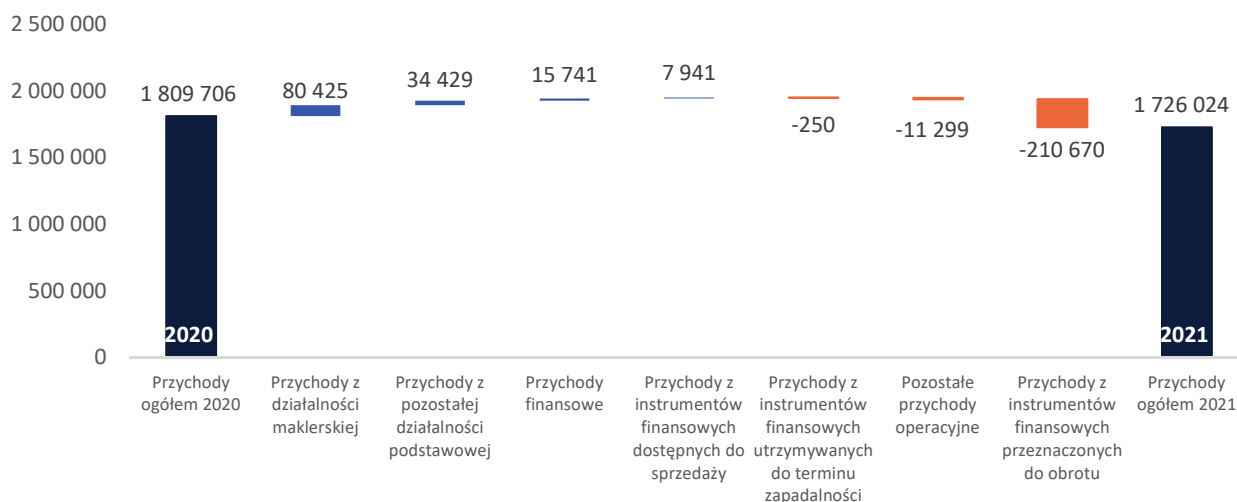 2 500 000
2 000 000
1 500 000
1 000 000
500 000
0
1 809 706
80 425
34 429
15 741
7 941
-250
-11 299
-210 670
1 726 024
2020
2021
Przychody
ogółem 2020
Przychody z
działalności
maklerskiej
Przychody z
pozostałej
działalności
podstawowej
Przychody
finansowe
Przychody z
instrumentów
finansowych
dostępnych do
sprzedaży
Przychody z
instrumentów
finansowych
utrzymywanych
do terminu
zapadalności
Pozostałe
przychody
operacyjne
Przychody z
instrumentów
finansowych
przeznaczonych
do obrotu
Przychody
ogółem 2021